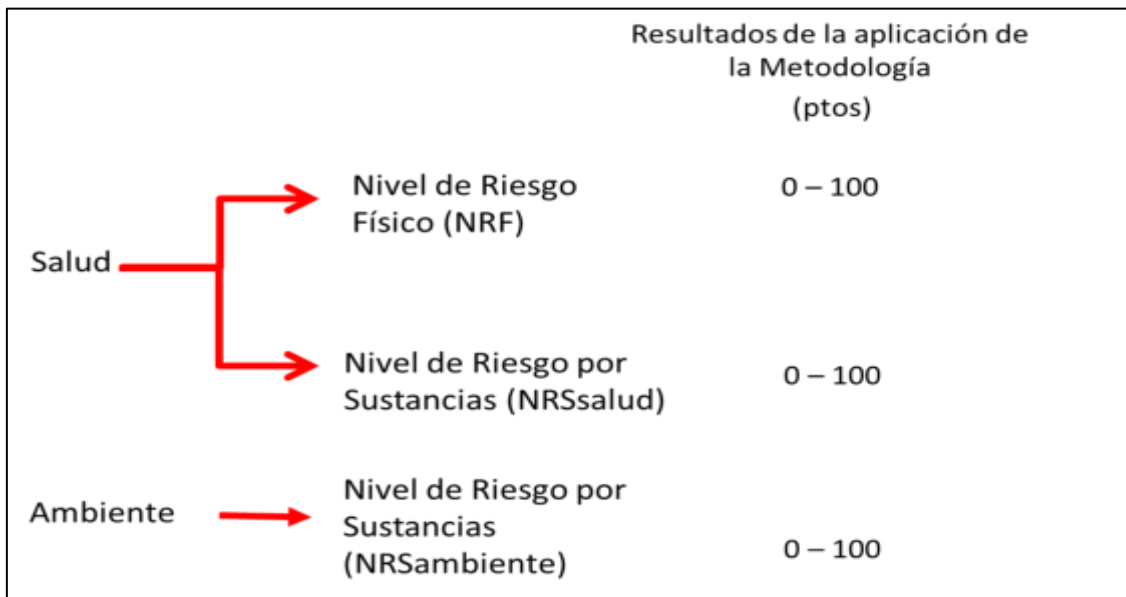 Resultados de la aplicación de
la Metodología
(ptos)
Nivel de Riesgo
Físico (NRF)
0 – 100
Salud
Nivel de Riesgo por
Sustancias (NRSsalud)
0 – 100
Ambiente
Nivel de Riesgo por
Sustancias
(NRSambiente)
0 – 100